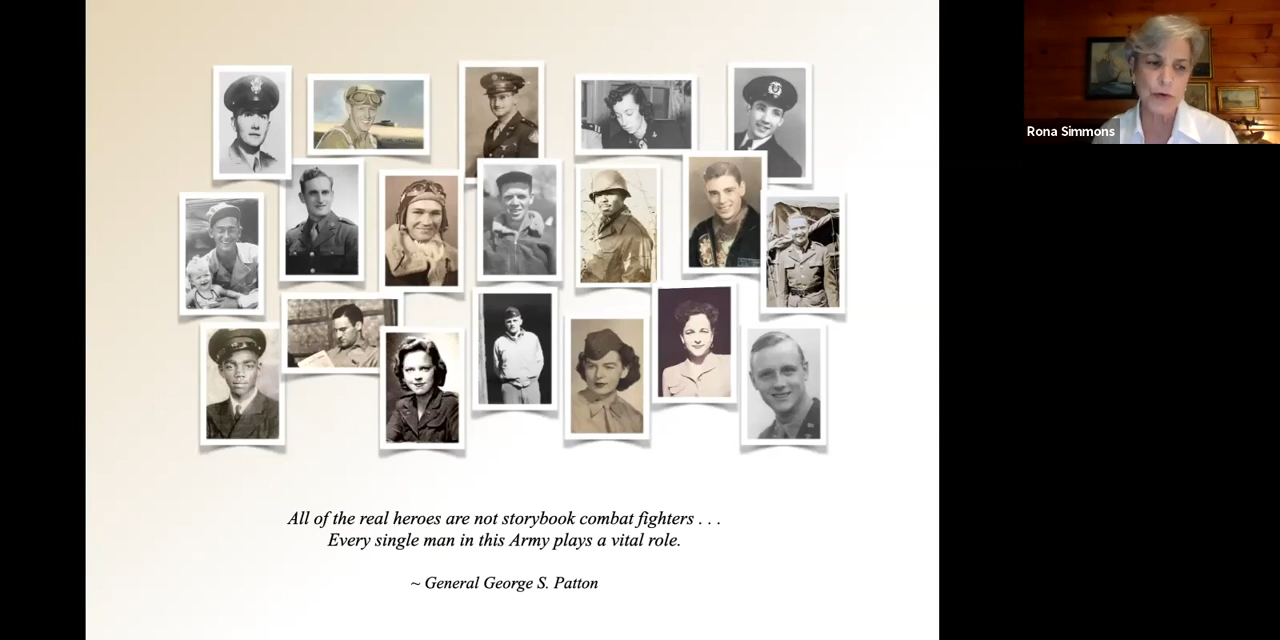 Rona Simmons
All of the real heroes are not storybook combat fighters . . .
Every single man in this Army plays a vital role.
~ General George S. Patton